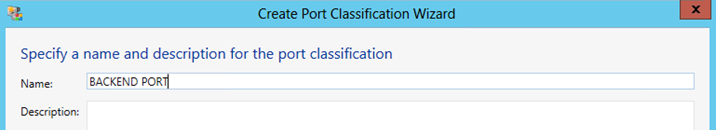 Create Port Classification Wizard
x
Specify a name and description for the port classification
Name: BACKEND PORT
Description: